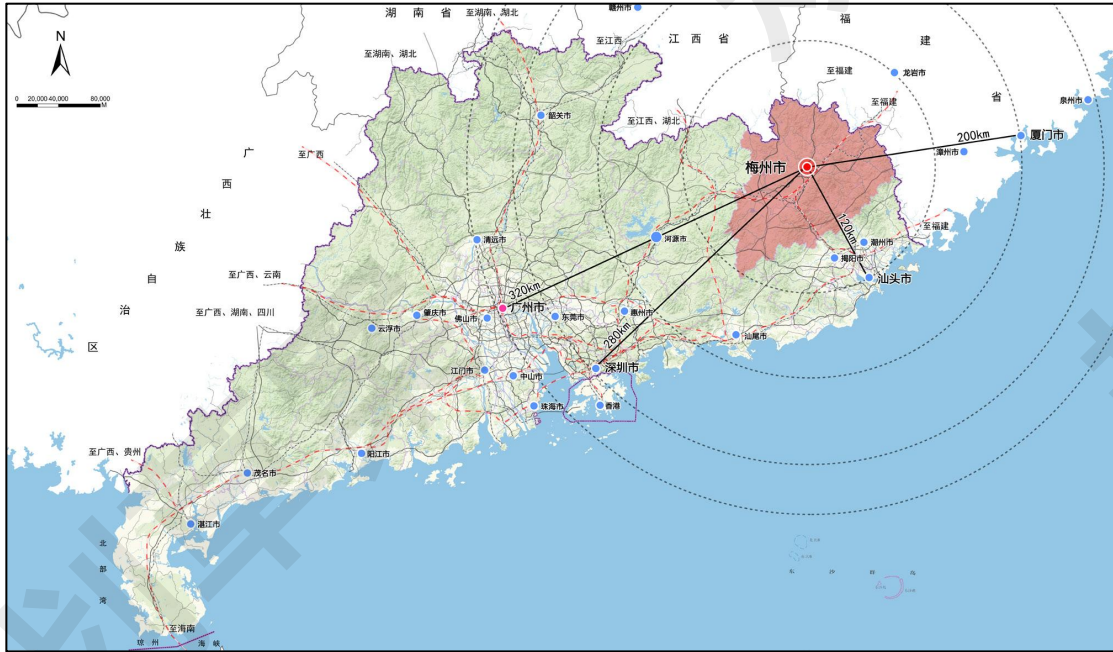 湖南省
至湖南、湖北
赣州市
至江西
江西省
福建省
N
至湖南、湖北
龙岩市
至福建
0 20,000 40,000 80,000
M
泉州市
至福建
韶关市
至江西、湖北
200km
厦门市
漳州市
广西壮族自治区
至广西
梅州市
120km
至福建
清远市
河源市
潮州市
揭阳市
至广西、云南
汕头市
320km
广州市
至广西、湖南、四川
肇庆市
佛山市
东莞市
惠州市
云浮市
280km
汕尾市
深圳市
江门市
中山市
珠海市
香港
至广西、贵州
阳江市
茂名市
湛江市
北部湾
东沙群岛
至海南
琼州海峡